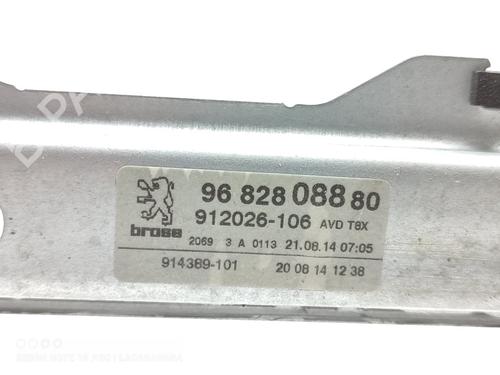 96 828 088 80
912026-106 AVD T8X
brose
2069 3 A 0113 21.08.14 07:05
914389-101 20 08 14 12 38